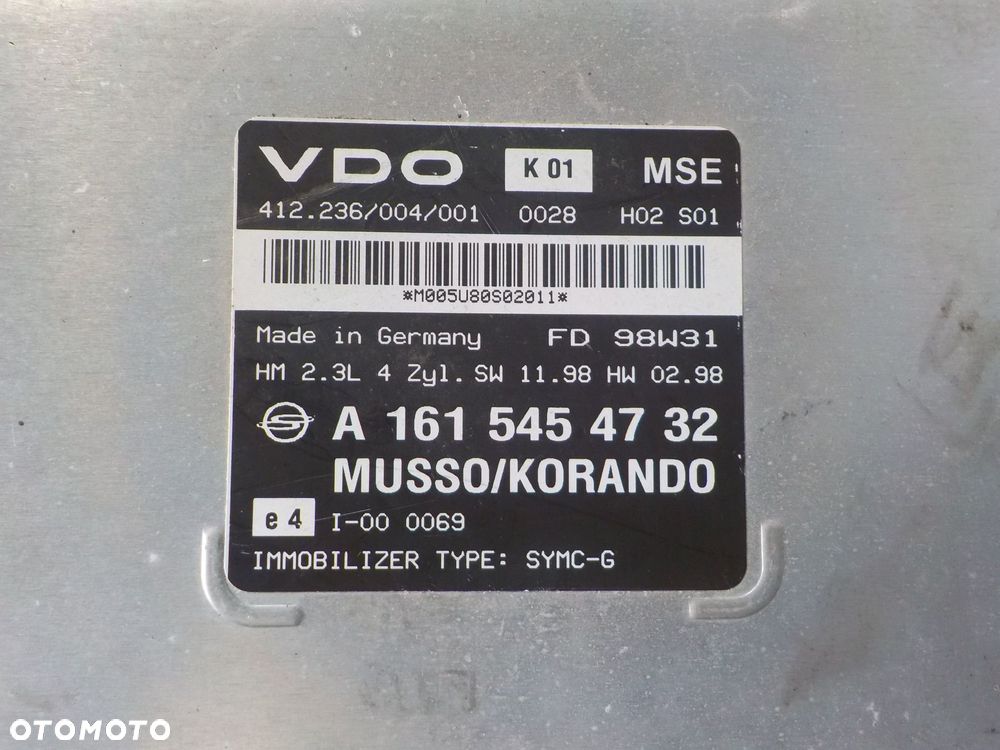 VDO K 01 MSE
412.236/004/001 0028 H02 S01
*M005U80S02011*
Made in Germany FD 98W31
HM 2.3L 4 Zyl. SW 11.98 HW 02.98
S A 161 545 47 32
MUSSO/KORANDO
e 4 I-00 0069
IMMOBILIZER TYPE: SYMC-G
OTOMOTO